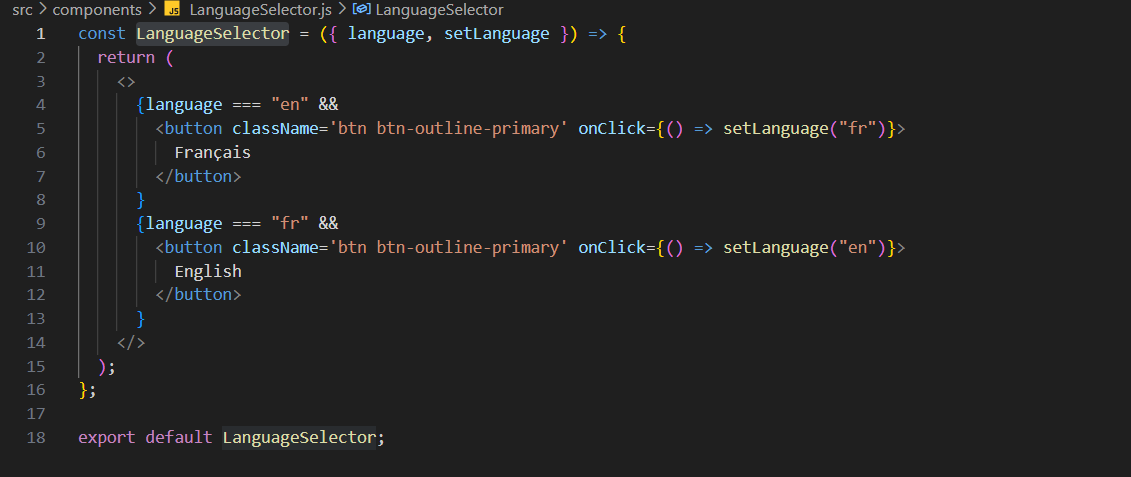 src > components > JS LanguageSelector.js > LanguageSelector
1 const LanguageSelector = ({ language, setLanguage }) => {
2   return (
3     <>
4       {language === "en" &&
5         <button className='btn btn-outline-primary' onClick={() => setLanguage("fr")}>
6           Français
7         </button>
8       }
9       {language === "fr" &&
10         <button className='btn btn-outline-primary' onClick={() => setLanguage("en")}>
11           English
12         </button>
13       }
14     </>
15   );
16 };
17
18 export default LanguageSelector;